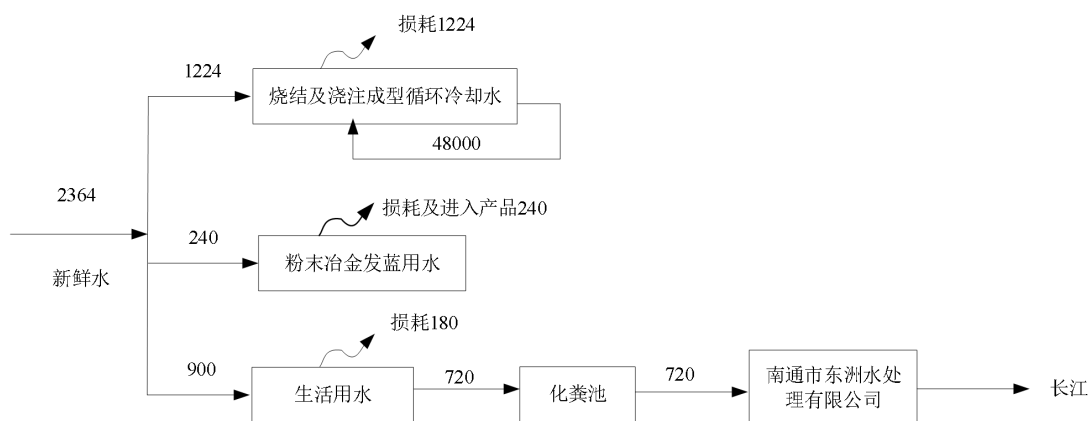 损耗1224
1224
烧结及浇注成型循环冷却水
48000
2364
新鲜水
损耗及进入产品240
240
粉末冶金发蓝用水
损耗180
900
生活用水
720
化粪池
720
南通市东洲水处
理有限公司
长江